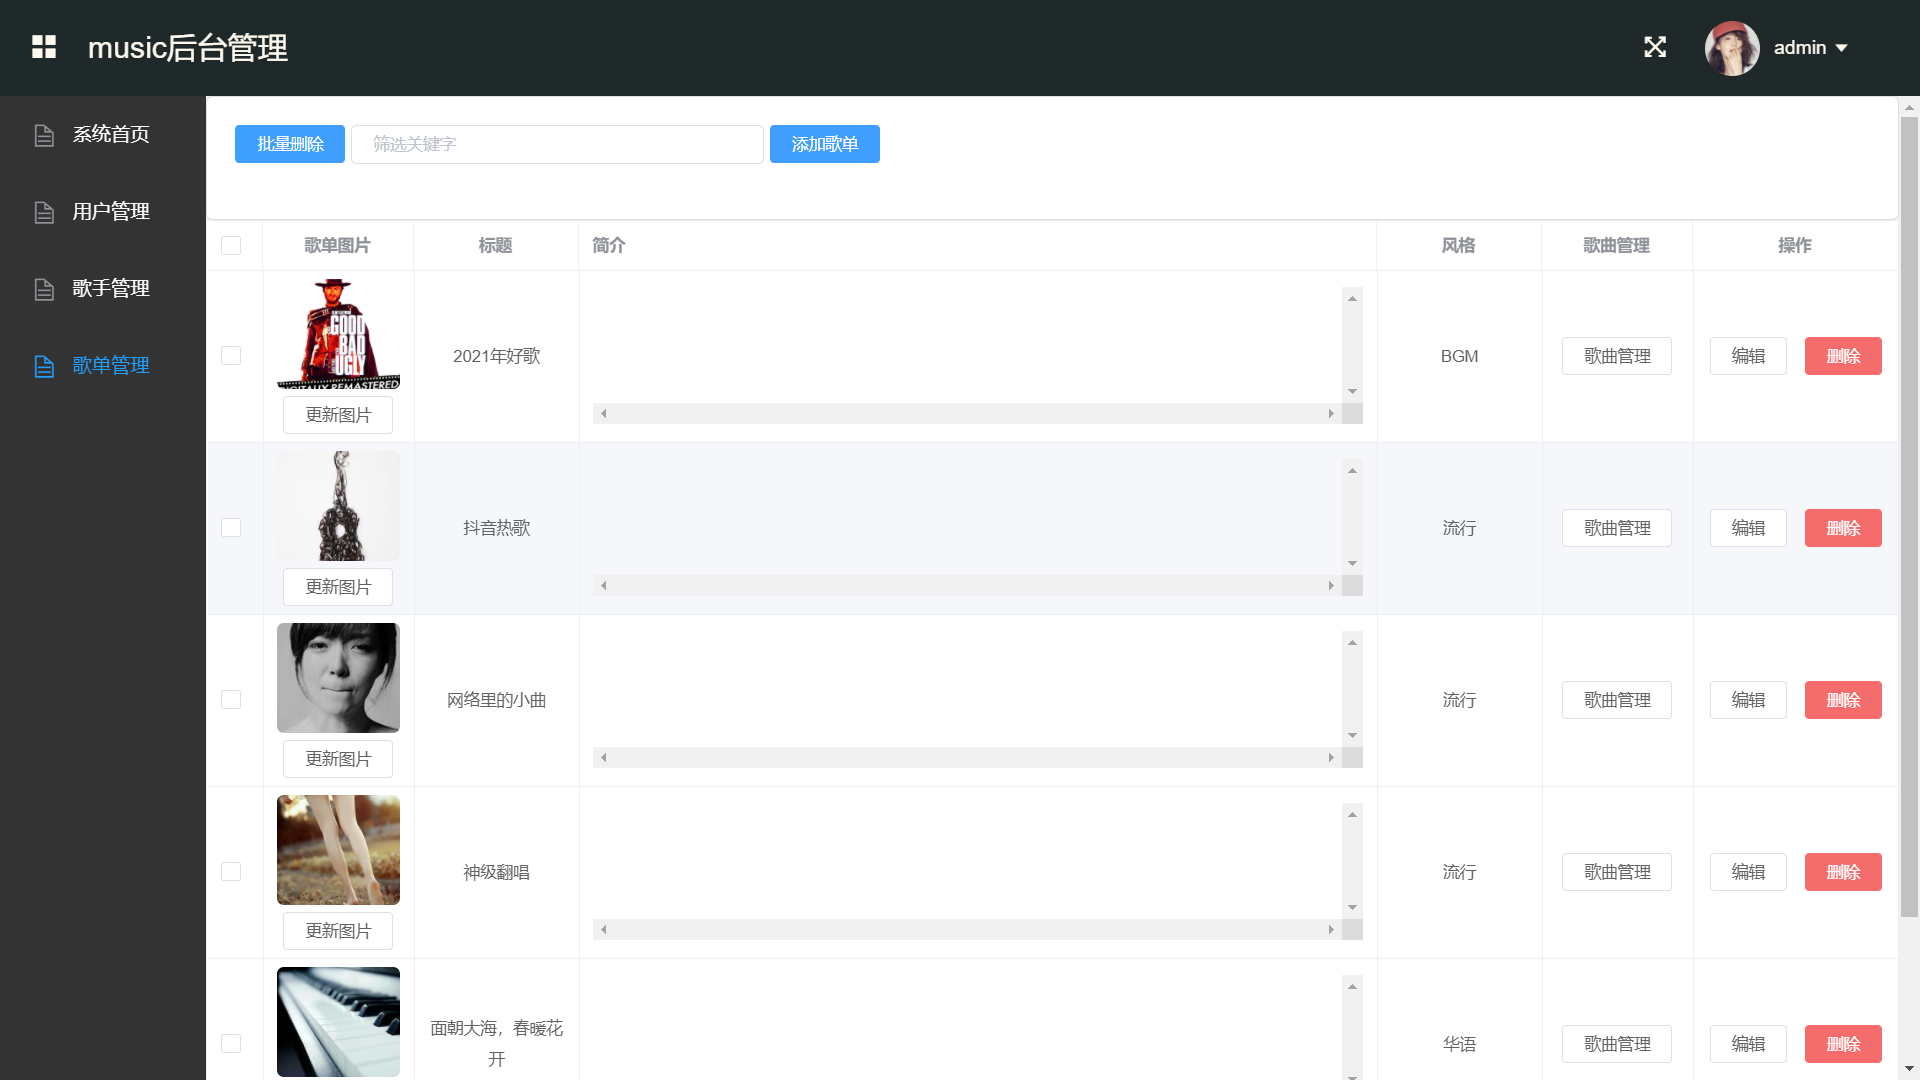 music后台管理
admin
系统首页
用户管理
歌手管理
歌单管理
批量删除
筛选关键字
添加歌单
歌单图片
标题
简介
风格
歌曲管理
操作
GOOD
BAD
UGLY
DIGITALLY REMASTERED
更新图片
2021年好歌
BGM
歌曲管理
编辑
删除
更新图片
抖音热歌
流行
歌曲管理
编辑
删除
更新图片
网络里的小曲
流行
歌曲管理
编辑
删除
更新图片
神级翻唱
流行
歌曲管理
编辑
删除
面朝大海，春暖花
开
华语
歌曲管理
编辑
删除